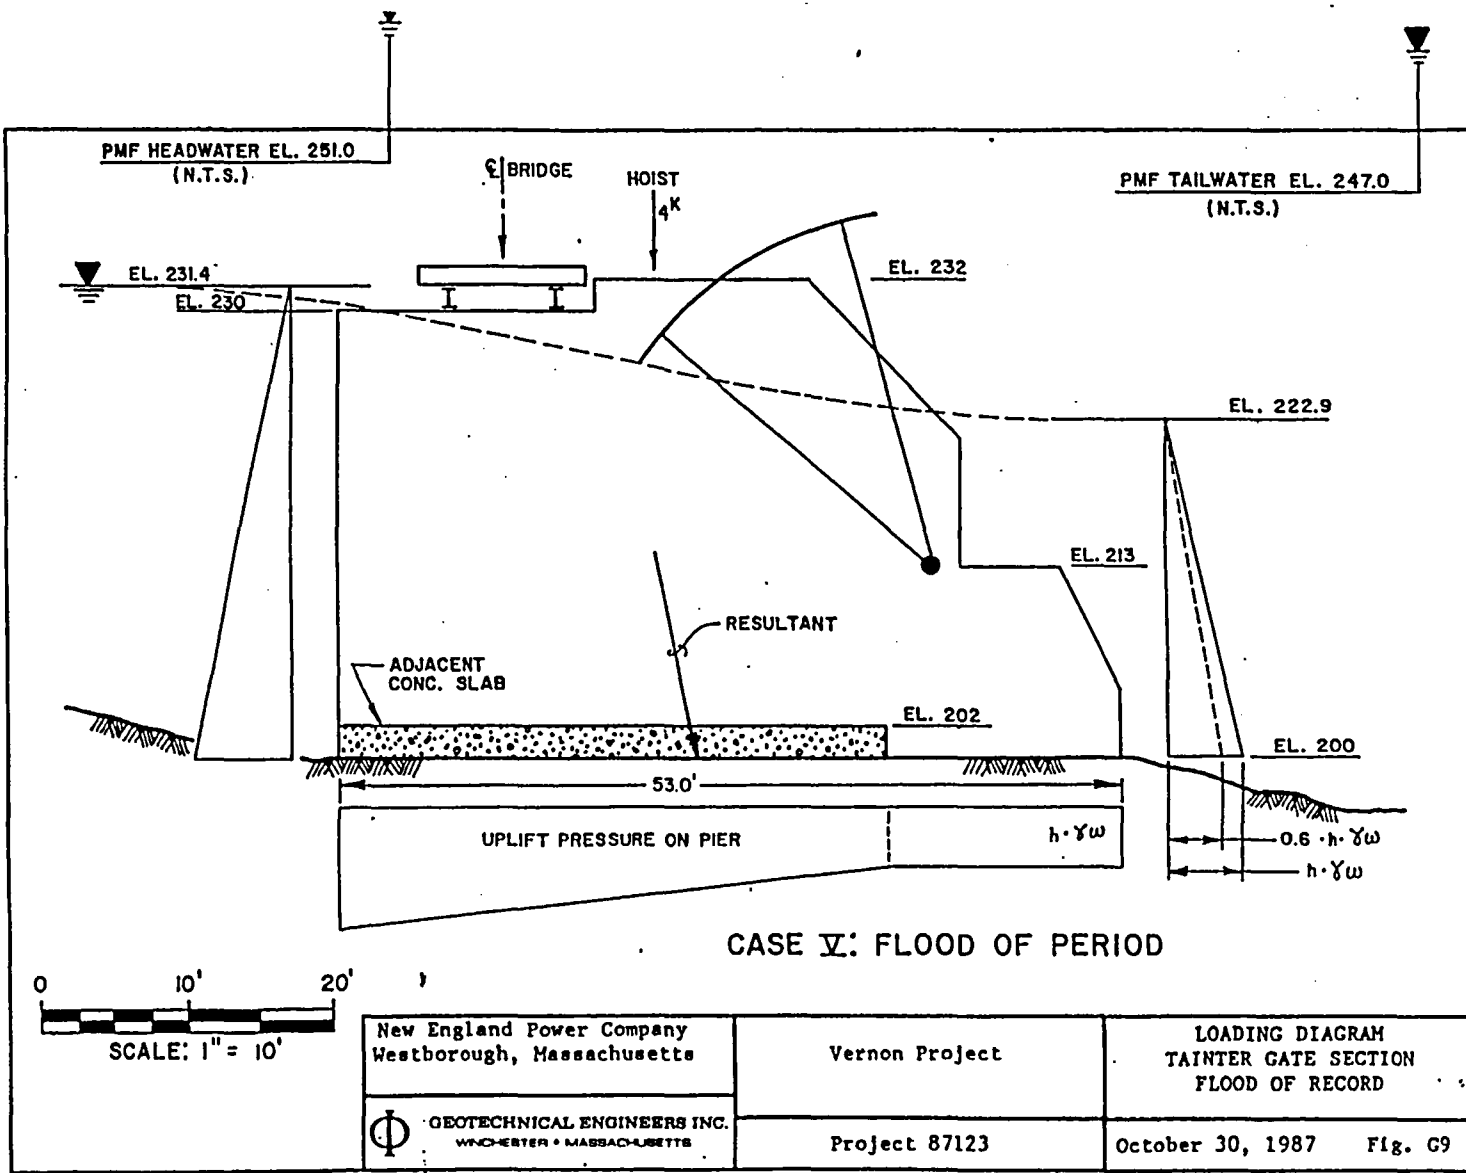 PMF HEADWATER EL. 251.0
(N.T.S.)
℄ BRIDGE
HOIST
4K
PMF TAILWATER EL. 247.0
(N.T.S.)
EL. 231.4
EL. 230
EL. 232
EL. 222.9
EL. 213
RESULTANT
ADJACENT
CONC. SLAB
EL. 202
EL. 200
53.0'
UPLIFT PRESSURE ON PIER
h·γω
0.6·h·γω
h·γω
CASE V: FLOOD OF PERIOD
0 10' 20'
SCALE: 1" = 10'
New England Power Company
Westborough, Massachusetts
GEOTECHNICAL ENGINEERS INC.
WINCHESTER • MASSACHUSETTS
Vernon Project
Project 87123
LOADING DIAGRAM
TAINTER GATE SECTION
FLOOD OF RECORD
October 30, 1987 Fig. G9